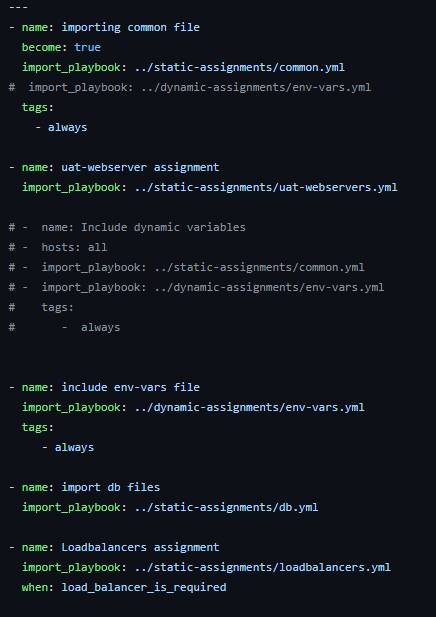 ---
- name: importing common file
  become: true
  import_playbook: ../static-assignments/common.yml
#  import_playbook: ../dynamic-assignments/env-vars.yml
  tags:
    - always

- name: uat-webserver assignment
  import_playbook: ../static-assignments/uat-webservers.yml

# -  name: Include dynamic variables
# -  hosts: all
# -  import_playbook: ../static-assignments/common.yml
# -  import_playbook: ../dynamic-assignments/env-vars.yml
#    tags:
#       -  always


- name: include env-vars file
  import_playbook: ../dynamic-assignments/env-vars.yml
  tags:
     - always

- name: import db files
  import_playbook: ../static-assignments/db.yml

- name: Loadbalancers assignment
  import_playbook: ../static-assignments/loadbalancers.yml
  when: load_balancer_is_required